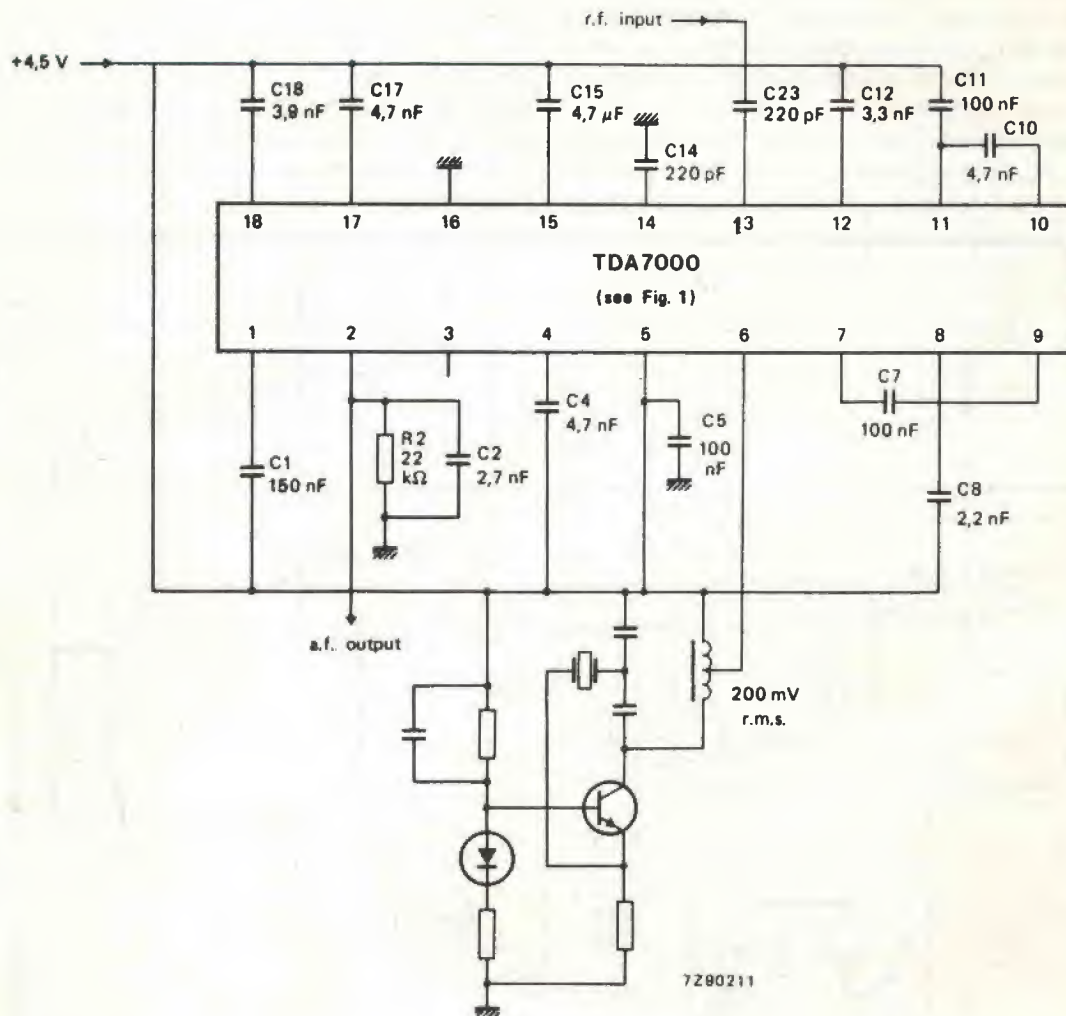 r.f. input
+4,5 V
C18
3,9 nF
C17
4,7 nF
C15
4,7 µF
C14
220 pF
C23
220 pF
C12
3,3 nF
C11
100 nF
C10
4,7 nF
18 17 16 15 14 13 12 11 10
TDA7000
(see Fig. 1)
1 2 3 4 5 6 7 8 9
C1
150 nF
R2
22
kΩ
C2
2,7 nF
C4
4,7 nF
C5
100
nF
C7
100 nF
C8
2,2 nF
a.f. output
200 mV
r.m.s.
7Z90211